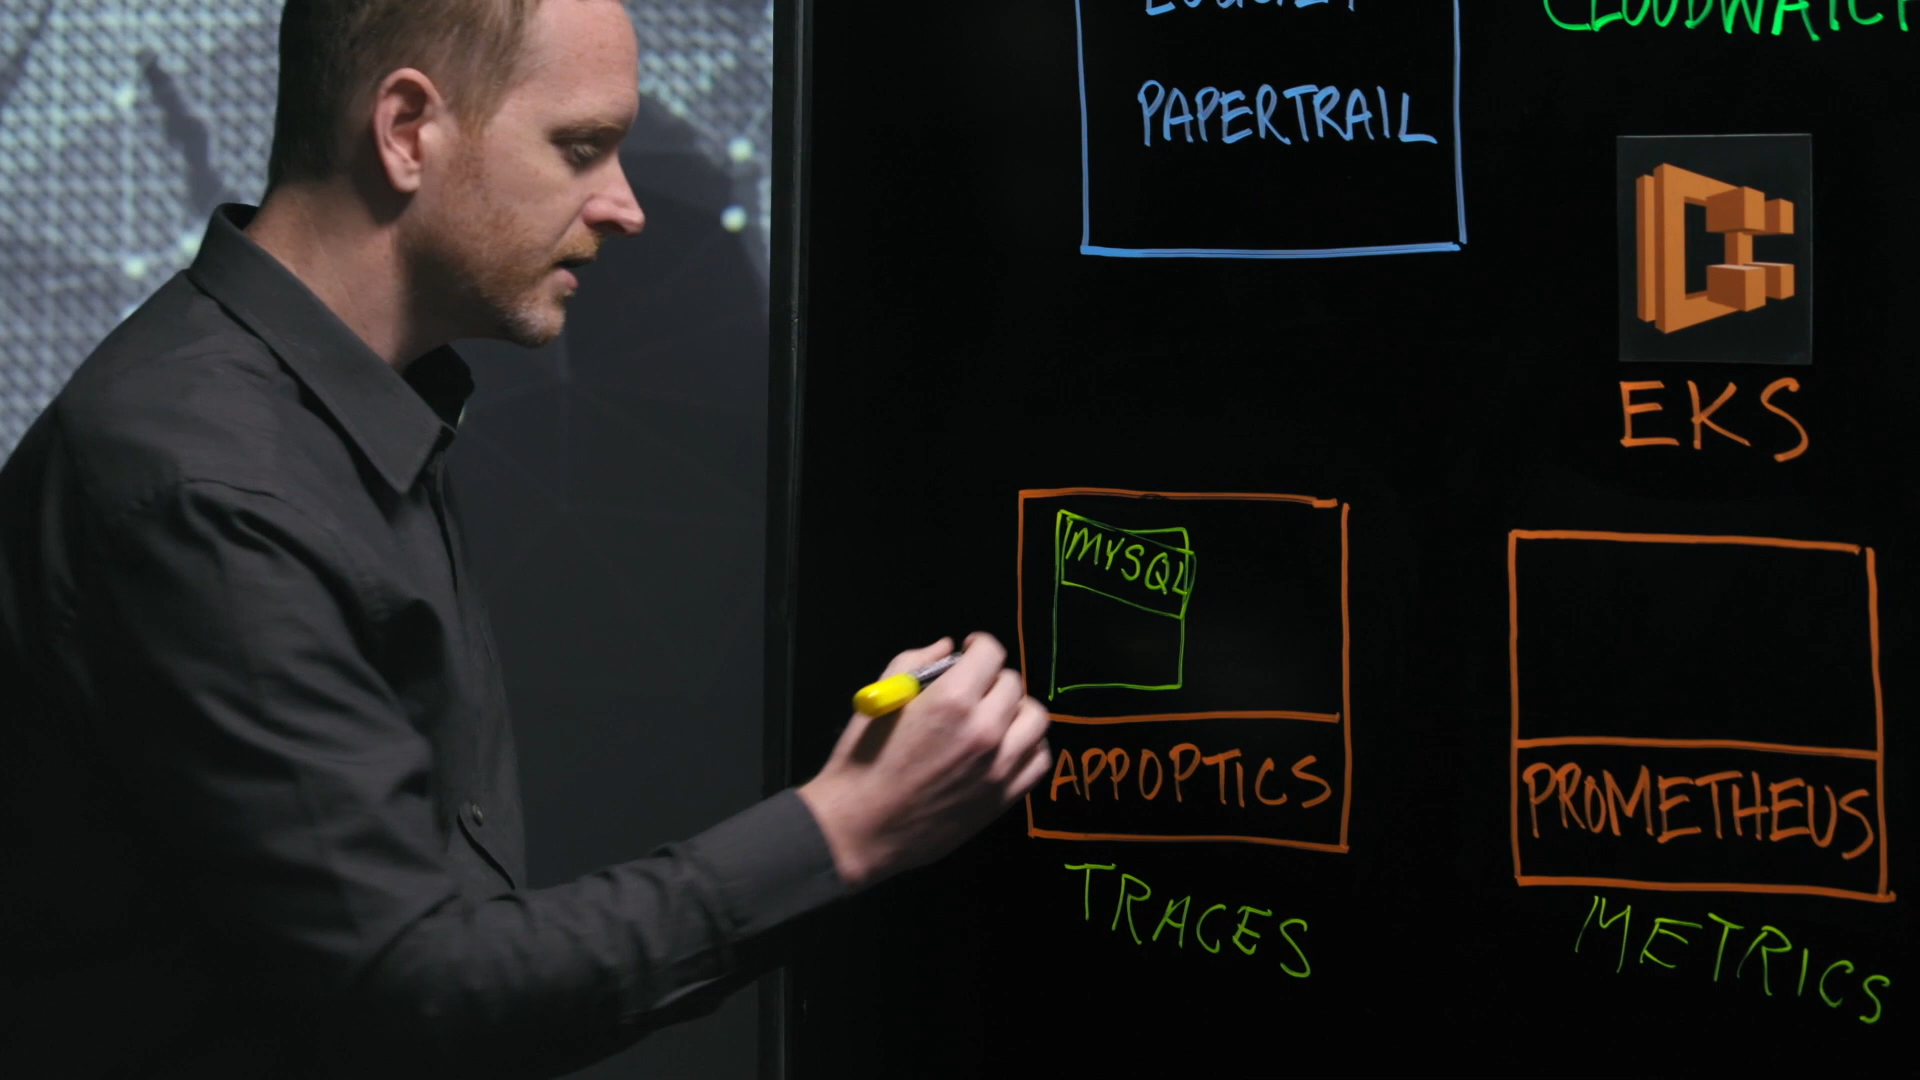 PAPERTRAIL
EKS
MYSQL
APPOPTICS
TRACES
PROMETHEUS
METRICS